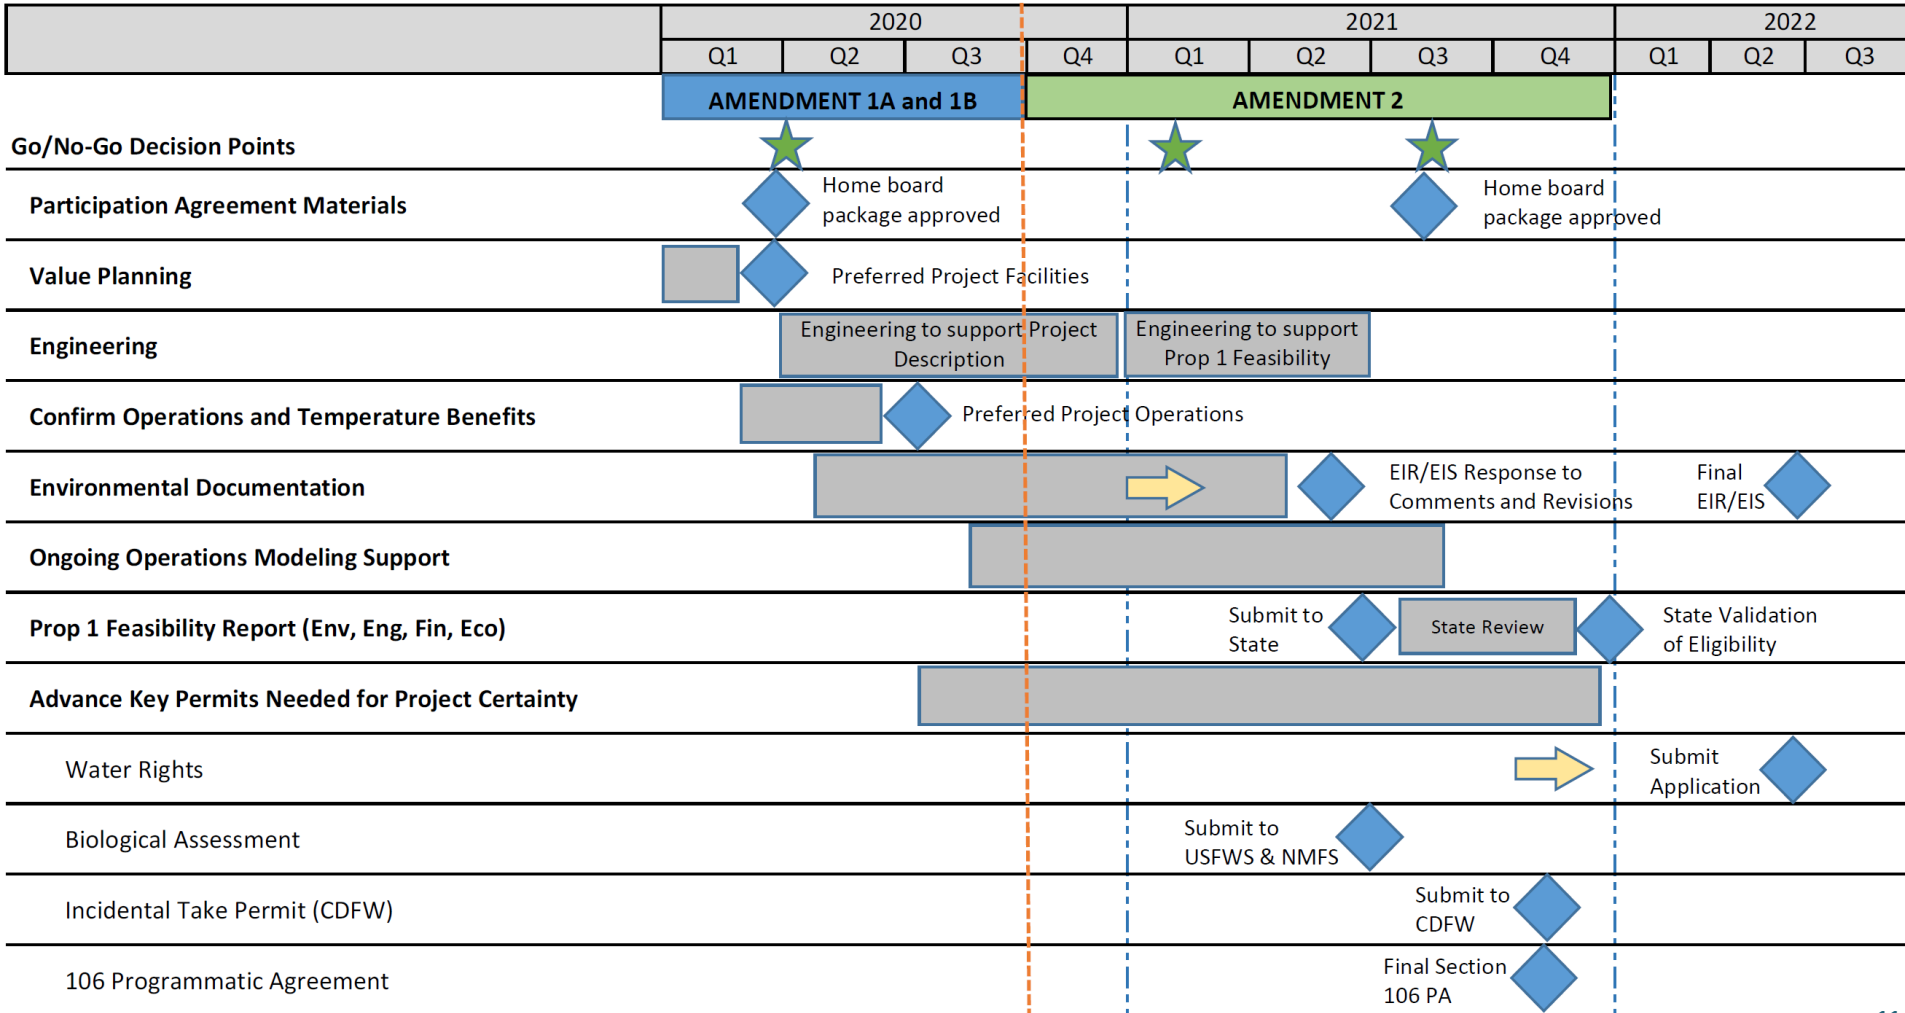 2020 2021 2022
Q1 Q2 Q3 Q4 Q1 Q2 Q3 Q4 Q1 Q2 Q3
AMENDMENT 1A and 1B AMENDMENT 2
Go/No-Go Decision Points
Participation Agreement Materials
Home board
package approved
Home board
package approved
Value Planning
Preferred Project Facilities
Engineering
Engineering to support Project
Description
Engineering to support
Prop 1 Feasibility
Confirm Operations and Temperature Benefits
Preferred Project Operations
Environmental Documentation
EIR/EIS Response to
Comments and Revisions
Final
EIR/EIS
Ongoing Operations Modeling Support
Prop 1 Feasibility Report (Env, Eng, Fin, Eco)
Submit to
State
State Review
State Validation
of Eligibility
Advance Key Permits Needed for Project Certainty
Water Rights
Submit
Application
Biological Assessment
Submit to
USFWS & NMFS
Incidental Take Permit (CDFW)
Submit to
CDFW
106 Programmatic Agreement
Final Section
106 PA